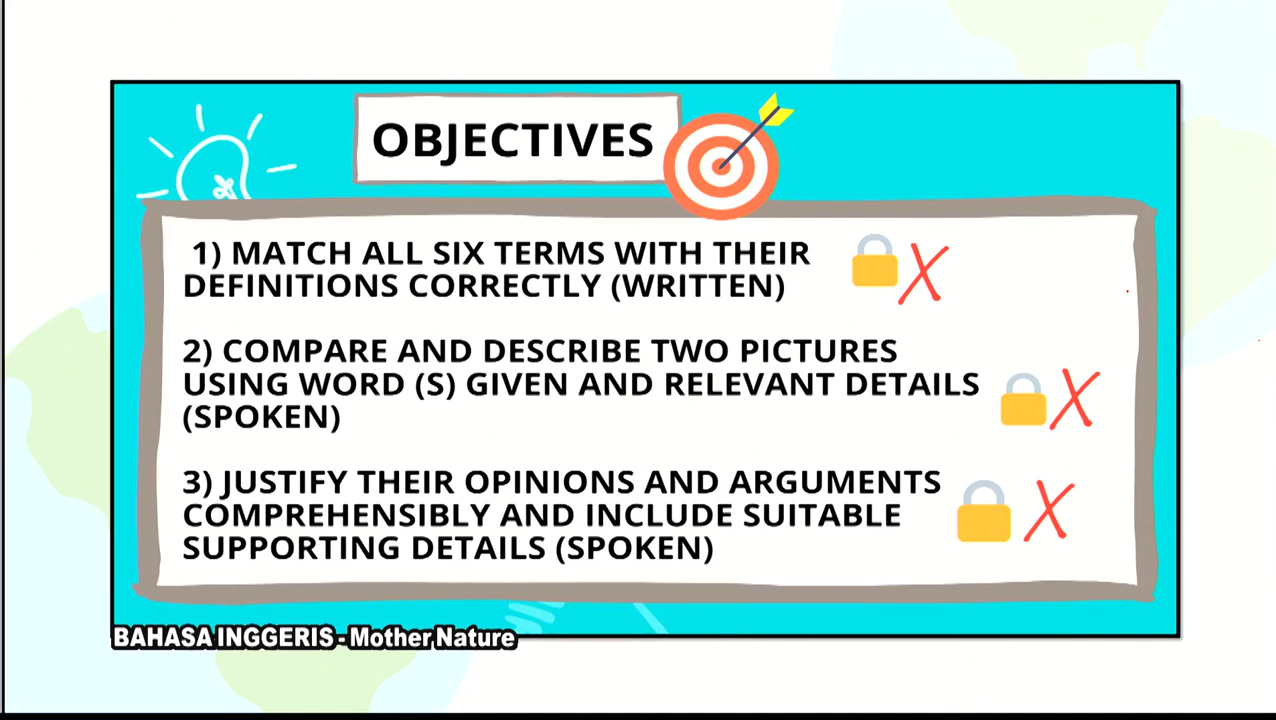 OBJECTIVES
1) MATCH ALL SIX TERMS WITH THEIR
DEFINITIONS CORRECTLY (WRITTEN)
2) COMPARE AND DESCRIBE TWO PICTURES
USING WORD (S) GIVEN AND RELEVANT DETAILS
(SPOKEN)
3) JUSTIFY THEIR OPINIONS AND ARGUMENTS
COMPREHENSIBLY AND INCLUDE SUITABLE
SUPPORTING DETAILS (SPOKEN)
BAHASA INGGERIS - Mother Nature